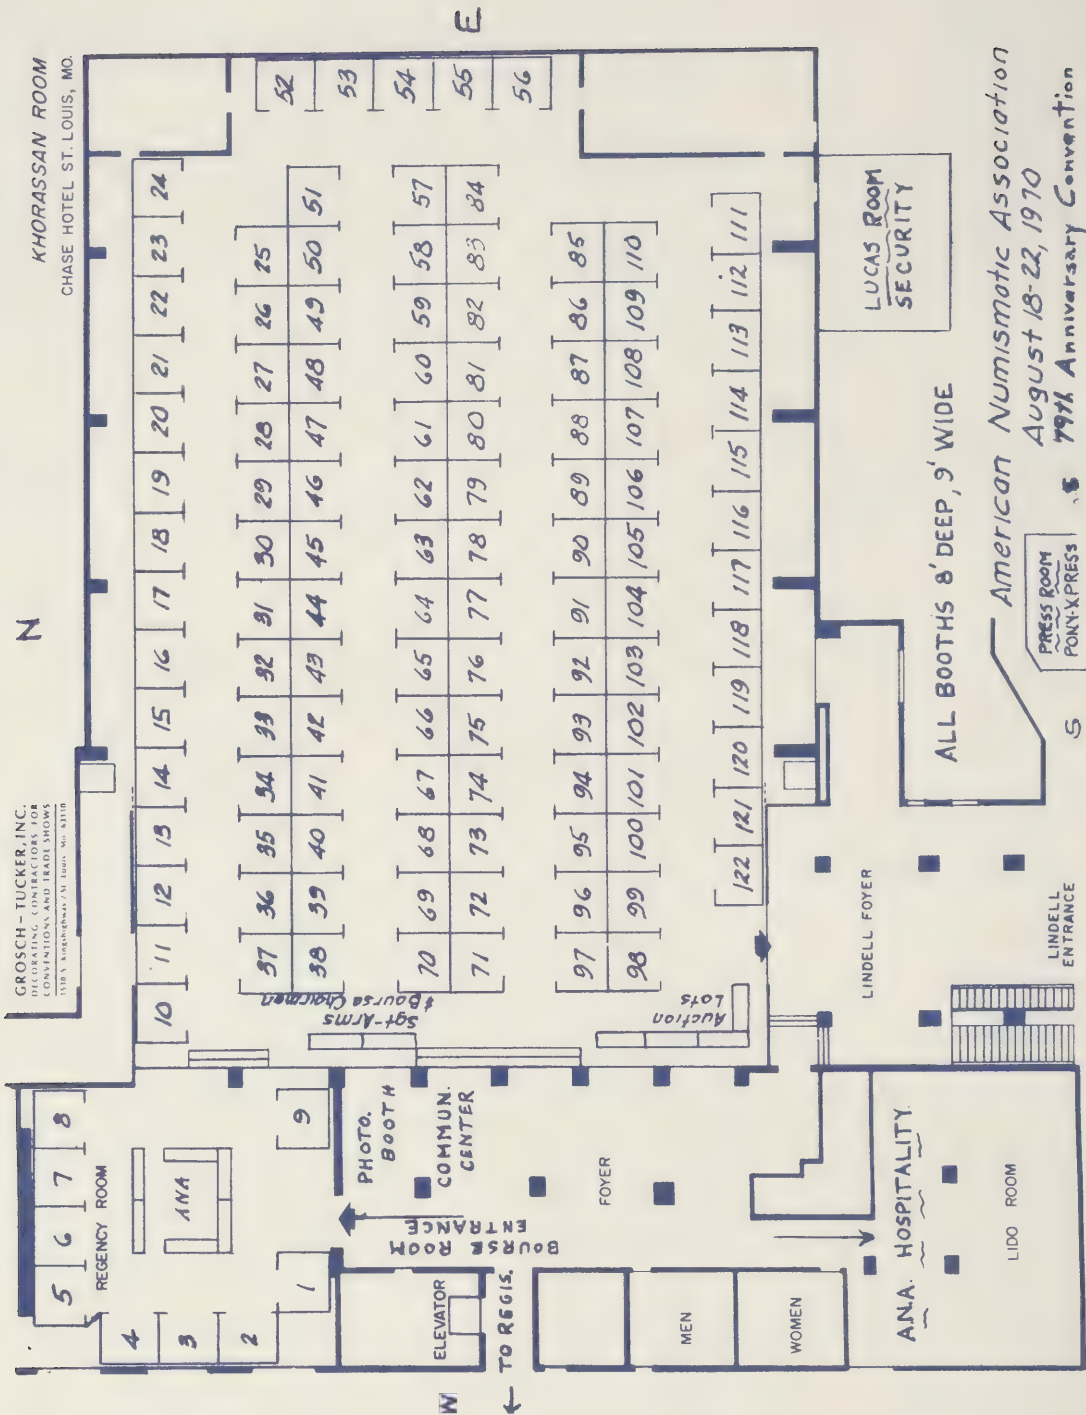 N
GROSCH – TUCKER, INC.
DECORATING CONTRACTORS FOR
CONVENTIONS AND TRADE SHOWS
Kingshighway / St Louis Mo 63110
KHORASSAN ROOM
CHASE HOTEL ST. LOUIS, MO.
E
W
S
5 6 7 8
REGENCY ROOM
4
3
2
1
ANA
9
10 11 12 13 14 15 16 17 18 19 20 21 22 23 24
37 36 35 34 33 32 31 30 29 28 27 26 25
38 39 40 41 42 43 44 45 46 47 48 49 50 51
52
53
54
55
56
70 69 68 67 66 65 64 63 62 61 60 59 58 57
71 72 73 74 75 76 77 78 79 80 81 82 83 84
97 96 95 94 93 92 91 90 89 88 87 86 85
98 99 100 101 102 103 104 105 106 107 108 109 110
122 121 120 119 118 117 116 115 114 113 112 111
Sgt-Arms
& Bourse Chairman
Auction
Lots
PHOTO.
BOOTH
COMMUN.
CENTER
BOURSE ROOM
ENTRANCE
ELEVATOR
TO REGIS.
FOYER
MEN
WOMEN
A.N.A. HOSPITALITY.
LIDO ROOM
LINDELL FOYER
LINDELL
ENTRANCE
LUCAS ROOM
SECURITY
ALL BOOTHS 8' DEEP, 9' WIDE
PRESS ROOM
PONY-XPRESS
American Numismatic Association
August 18-22, 1970
79th Anniversary Convention